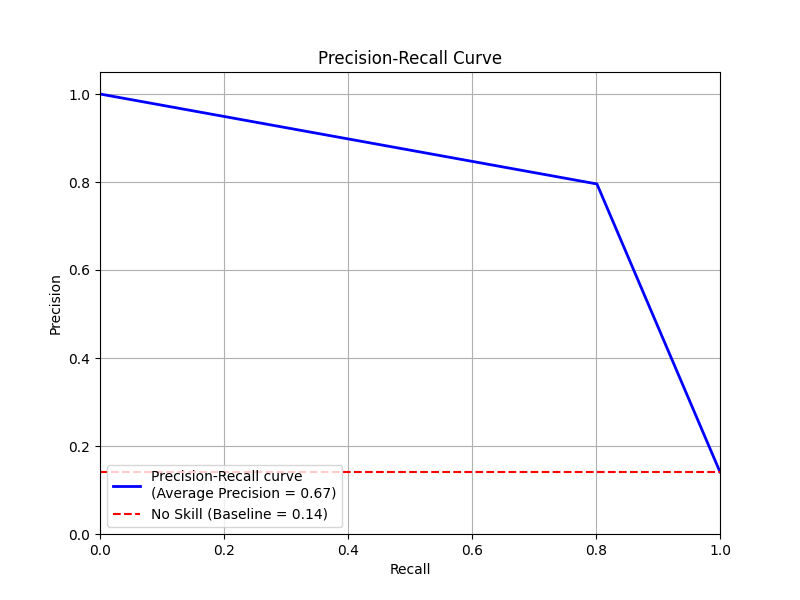 Precision-Recall Curve
Precision
1.0
0.8
0.6
0.4
0.2
0.0
Precision-Recall curve
(Average Precision = 0.67)
No Skill (Baseline = 0.14)
0.0 0.2 0.4 0.6 0.8 1.0
Recall